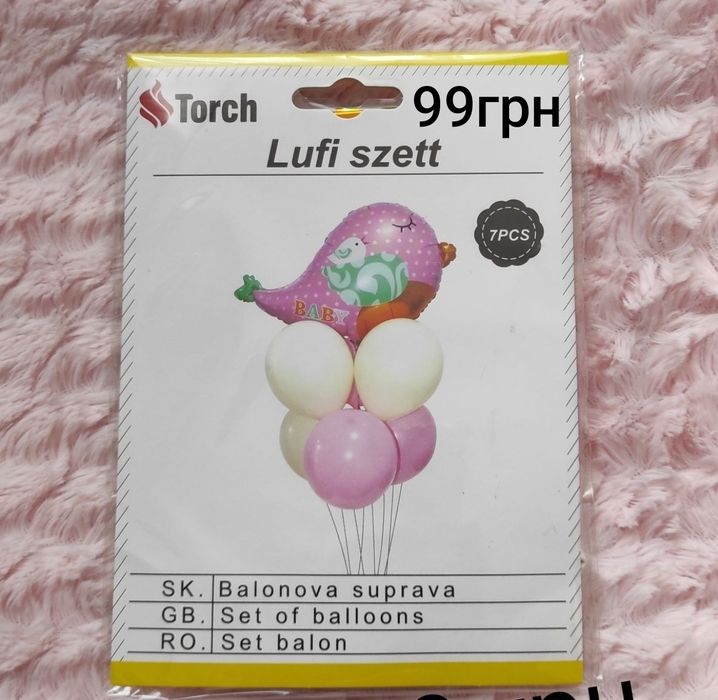 Torch
99грн
Lufi szett
7PCS
BABY
SK. Balonova suprava
GB. Set of balloons
RO. Set balon